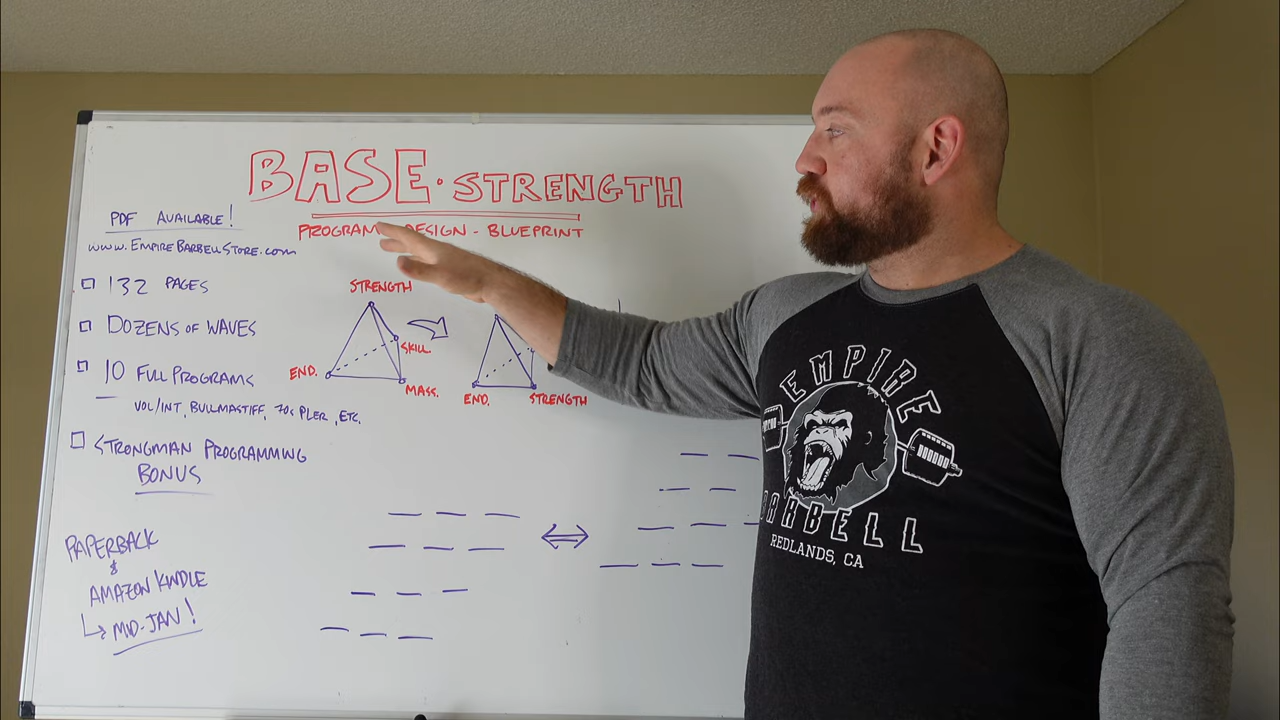 BASE · STRENGTH
PROGRAM DESIGN - BLUEPRINT
PDF AVAILABLE!
WWW.EMPIREBARBELLSTORE.COM
132 PAGES
DOZENS OF WAVES
10 FULL PROGRAMS
VOL/INT, BULLMASTIFF, 70s PLER, ETC.
STRONGMAN PROGRAMMING
BONUS
PAPERBACK
&
AMAZON KINDLE
MID-JAN!
STRENGTH
SKILL
END.
MASS.
END.
STRENGTH
EMPIRE
BARBELL
REDLANDS, CA